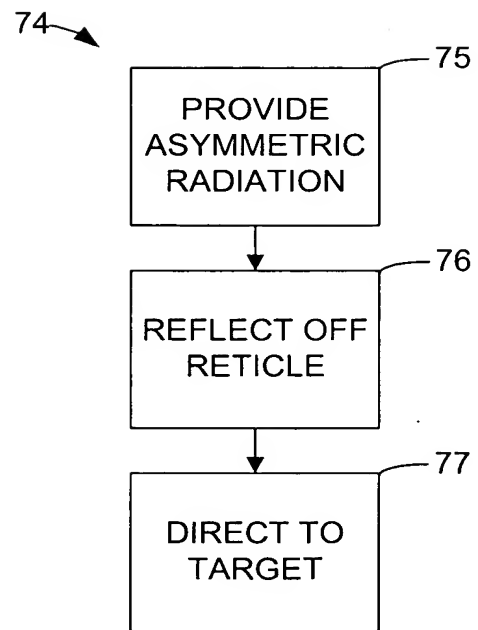 74
75
PROVIDE
ASYMMETRIC
RADIATION
76
REFLECT OFF
RETICLE
77
DIRECT TO
TARGET